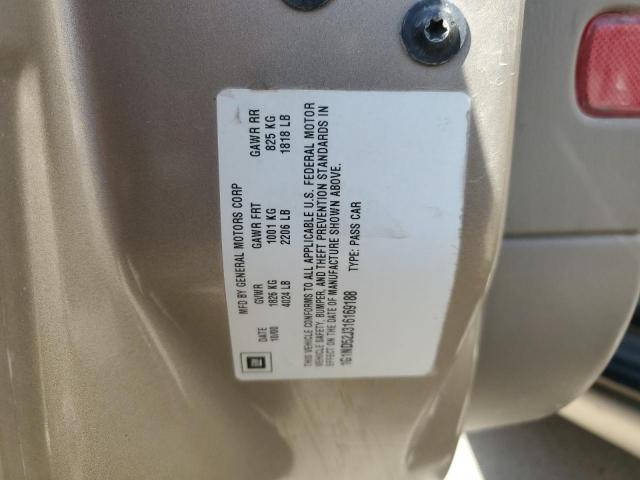 MFD BY GENERAL MOTORS CORP
DATE GVWR GAWR FRT GAWR RR
10/00 1826 KG 1001 KG 825 KG
4024 LB 2206 LB 1818 LB
THIS VEHICLE CONFORMS TO ALL APPLICABLE U.S. FEDERAL MOTOR
VEHICLE SAFETY, BUMPER, AND THEFT PREVENTION STANDARDS IN
EFFECT ON THE DATE OF MANUFACTURE SHOWN ABOVE.
1G1ND52J316169188 TYPE: PASS CAR
GM